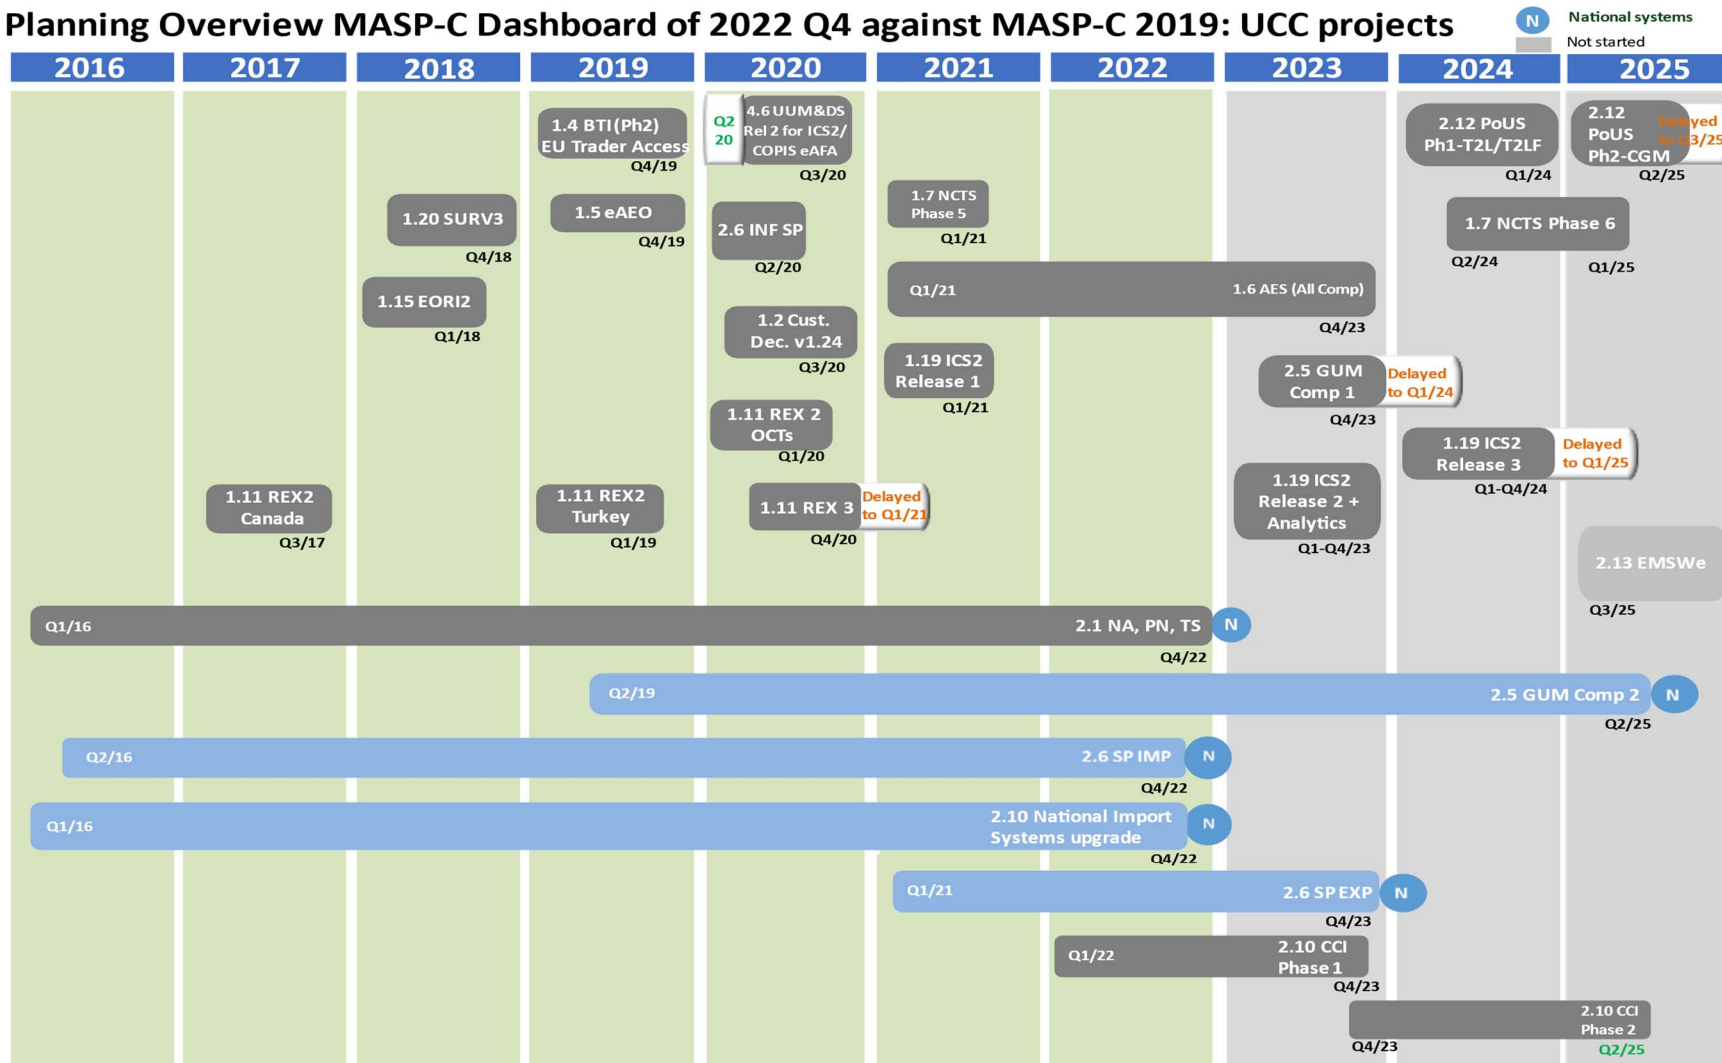 Planning Overview MASP-C Dashboard of 2022 Q4 against MASP-C 2019: UCC projects
N National systems
Not started
2016 2017 2018 2019 2020 2021 2022 2023 2024 2025
1.4 BTI (Ph2)
EU Trader Access
Q4/19
Q2
20
4.6 UUM&DS
Rel 2 for ICS2/
COPIS eAFA
Q3/20
2.12 PoUS
Ph1-T2L/T2LF
Q1/24
2.12
PoUS
Ph2-CGM
Delayed
to Q3/25
Q2/25
1.20 SURV3
Q4/18
1.5 eAEO
Q4/19
2.6 INF SP
Q2/20
1.7 NCTS
Phase 5
Q1/21
1.7 NCTS Phase 6
Q2/24
Q1/25
1.15 EORI2
Q1/18
Q1/21
1.6 AES (All Comp)
Q4/23
1.2 Cust.
Dec. v1.24
Q3/20
1.19 ICS2
Release 1
Q1/21
2.5 GUM
Comp 1
Delayed
to Q1/24
Q4/23
1.11 REX 2
OCTs
Q1/20
1.19 ICS2
Release 3
Delayed
to Q1/25
Q1-Q4/24
1.11 REX2
Canada
Q3/17
1.11 REX2
Turkey
Q1/19
1.11 REX 3
Delayed
to Q1/21
Q4/20
1.19 ICS2
Release 2 +
Analytics
Q1-Q4/23
2.13 EMSWe
Q3/25
Q1/16
2.1 NA, PN, TS
N
Q4/22
Q2/19
2.5 GUM Comp 2
N
Q2/25
Q2/16
2.6 SP IMP
N
Q4/22
Q1/16
2.10 National Import
Systems upgrade
N
Q4/22
Q1/21
2.6 SP EXP
N
Q4/23
Q1/22
2.10 CCI
Phase 1
Q4/23
2.10 CCI
Phase 2
Q4/23
Q2/25